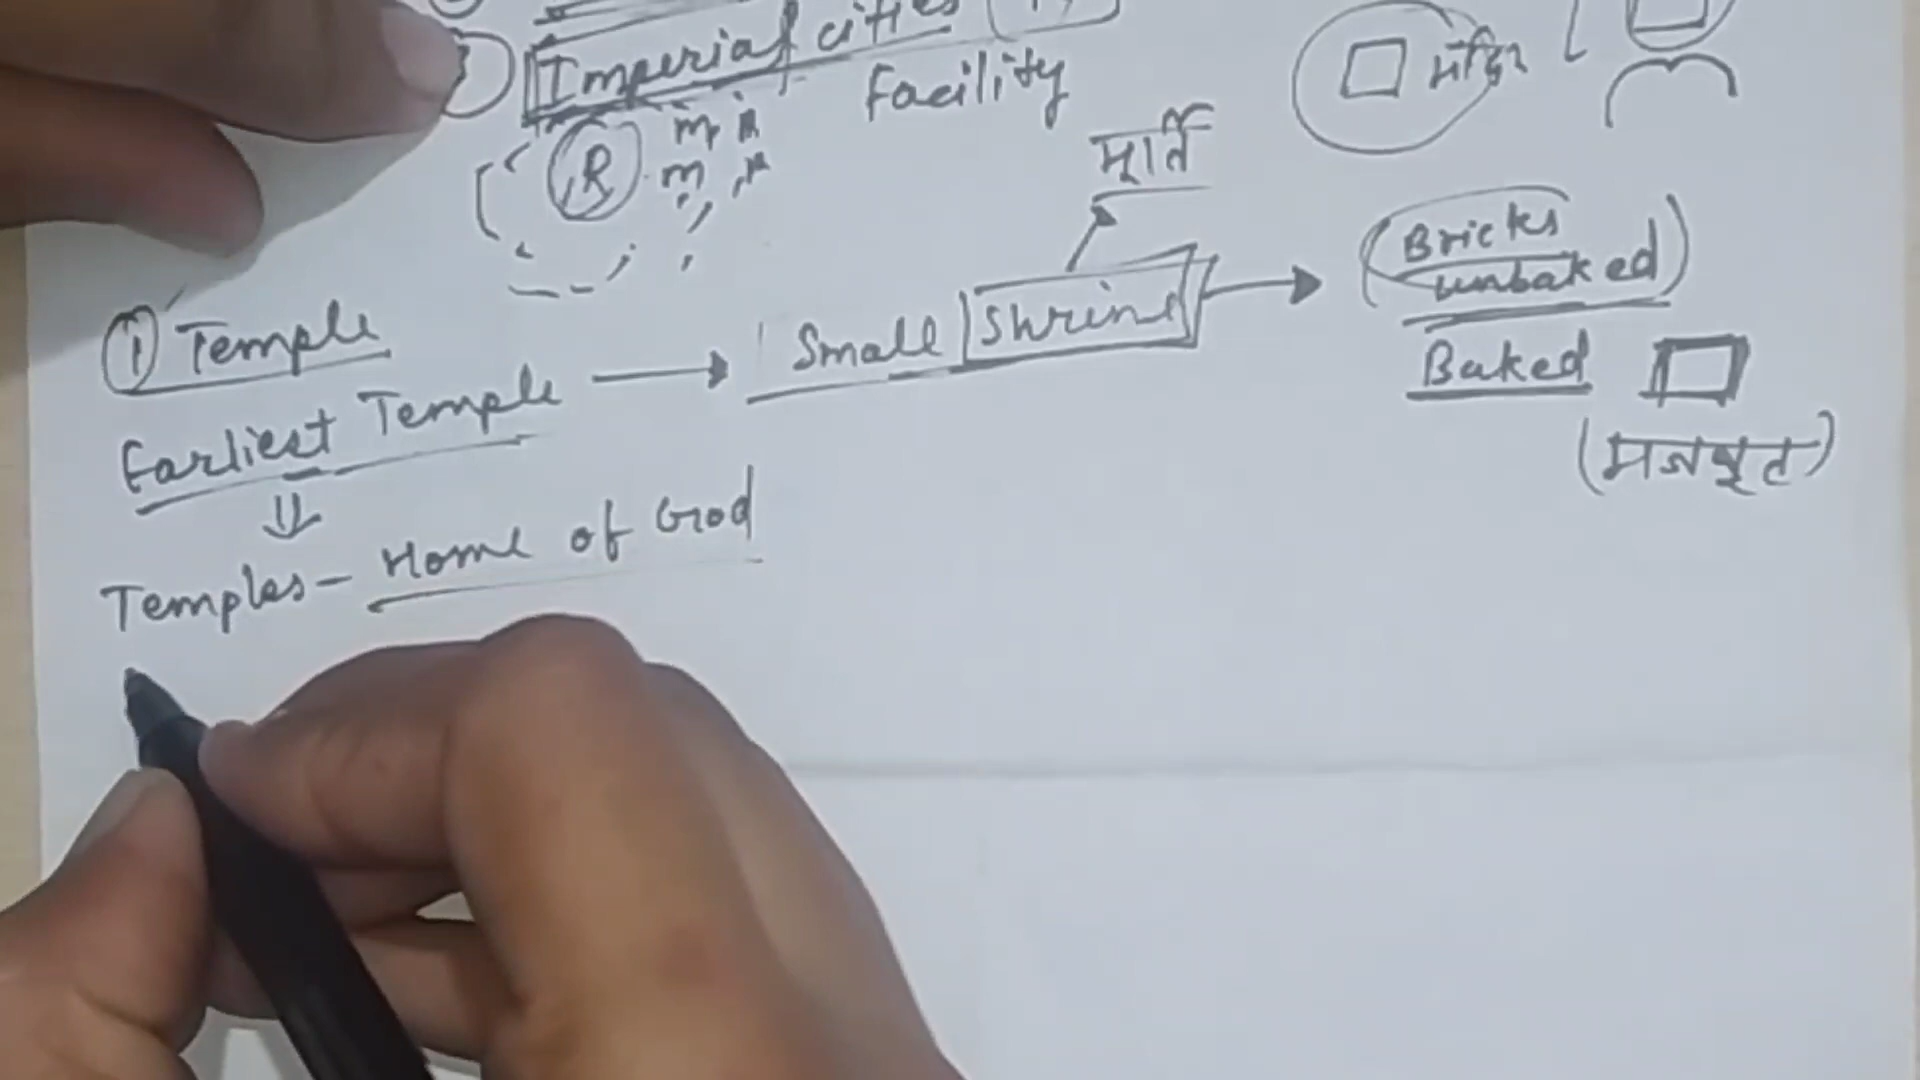 Imperial cities
Facility
मंदिर
R
मूर्ति
Bricks
unbaked
① Temple
Small Shrine
Baked
Earliest Temple
(मजबूत)
Temples - Home of God